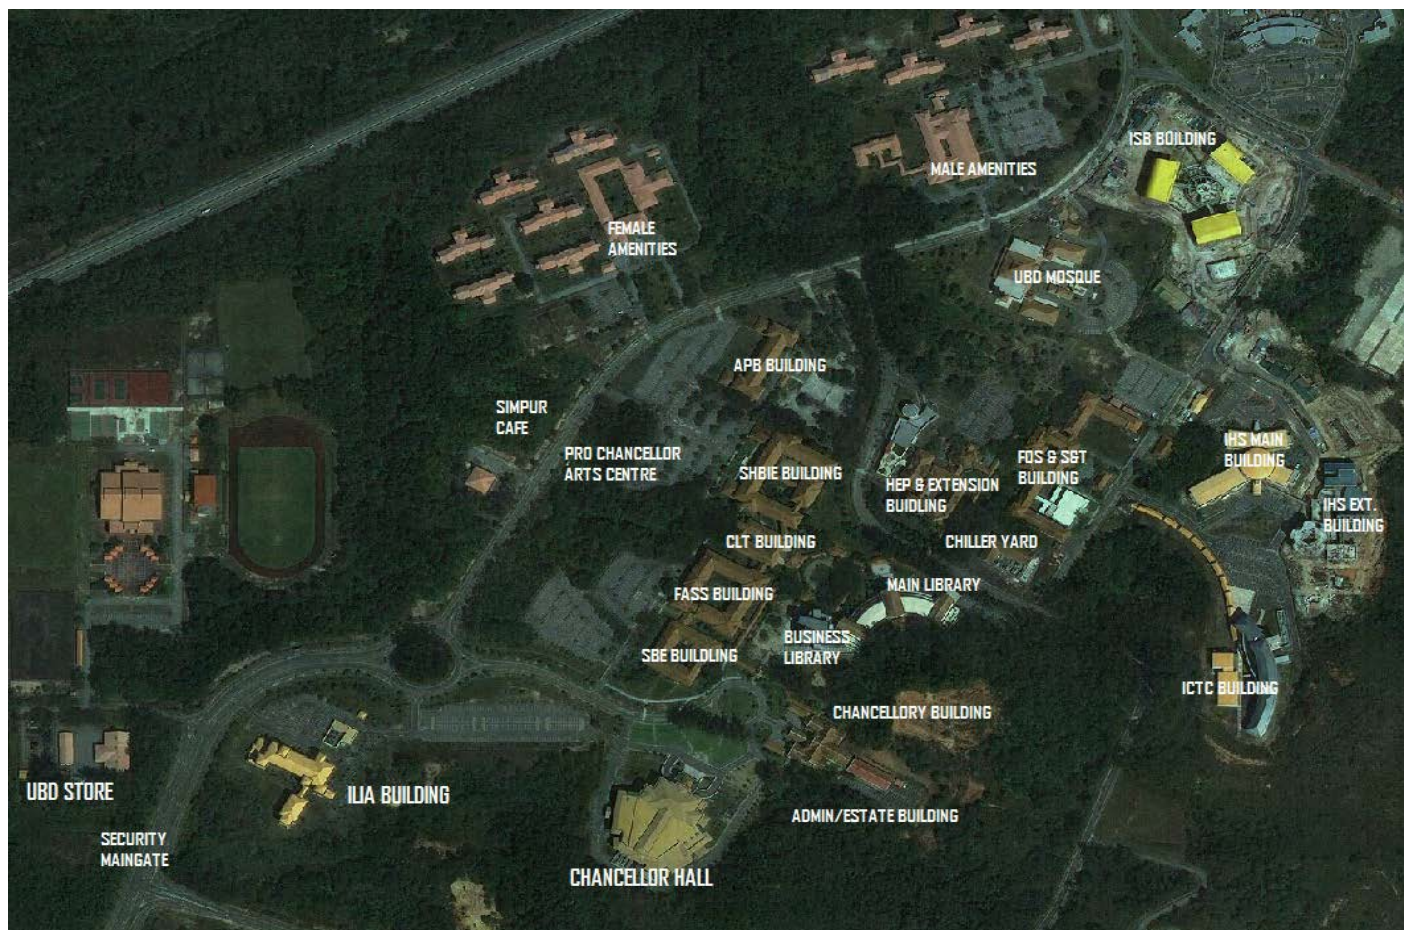 ISB BUILDING
MALE AMENITIES
FEMALE
AMENITIES
UBD MOSQUE
APB BUILDING
SIMPUR
CAFE
PRO CHANCELLOR
ARTS CENTRE
SHBIE BUILDING
HEP & EXTENSION
BUIDLING
FOS & S&T
BUILDING
IHS MAIN
BUILDING
IHS EXT.
BUILDING
CLT BUILDING
CHILLER YARD
FASS BUILDING
MAIN LIBRARY
BUSINESS
LIBRARY
SBE BUILDLING
ICTC BUILDING
CHANCELLORY BUILDING
UBD STORE
ILIA BUILDING
ADMIN/ESTATE BUILDING
SECURITY
MAINGATE
CHANCELLOR HALL